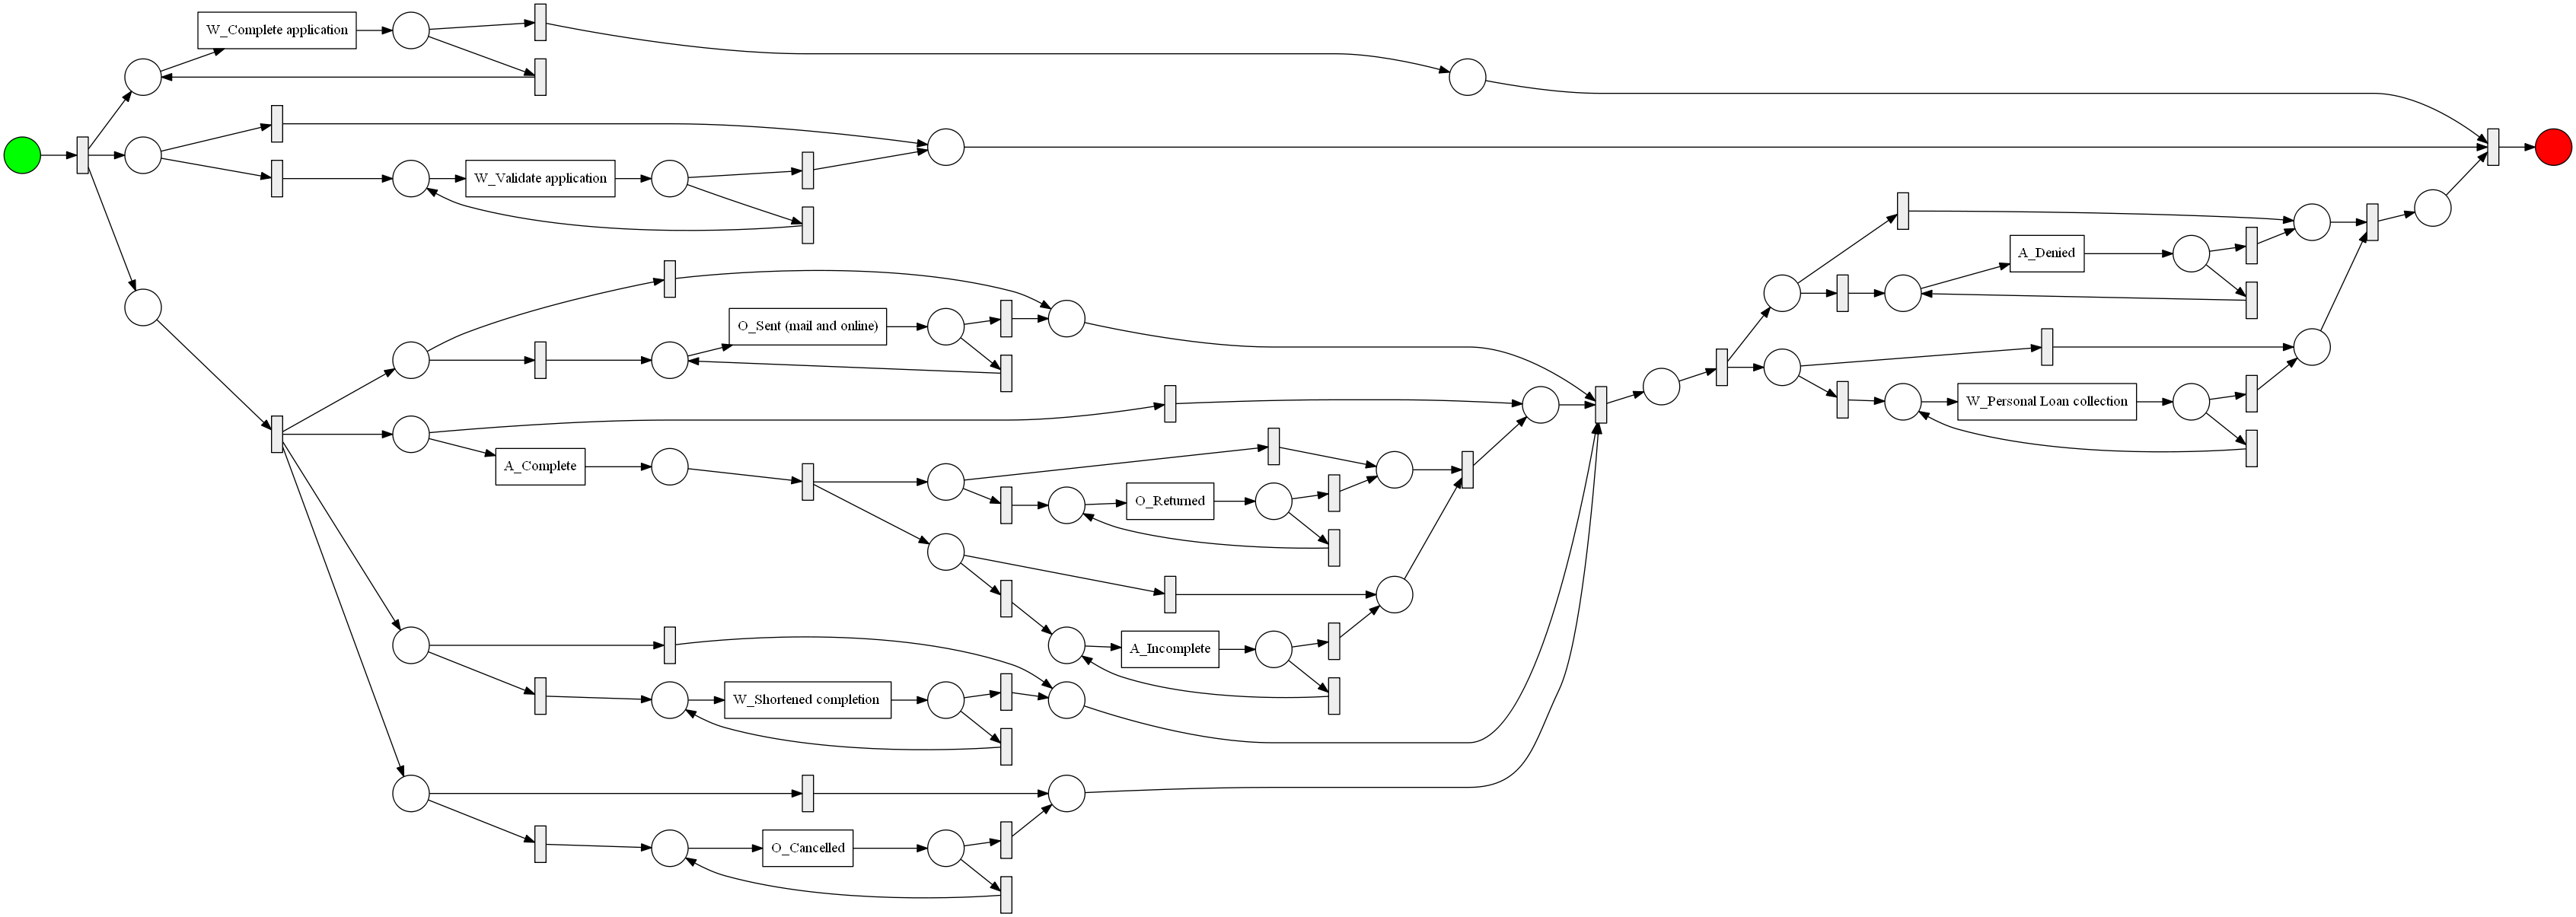 W_Complete application
W_Validate application
A_Denied
O_Sent (mail and online)
W_Personal Loan collection
A_Complete
O_Returned
A_Incomplete
W_Shortened completion
O_Cancelled